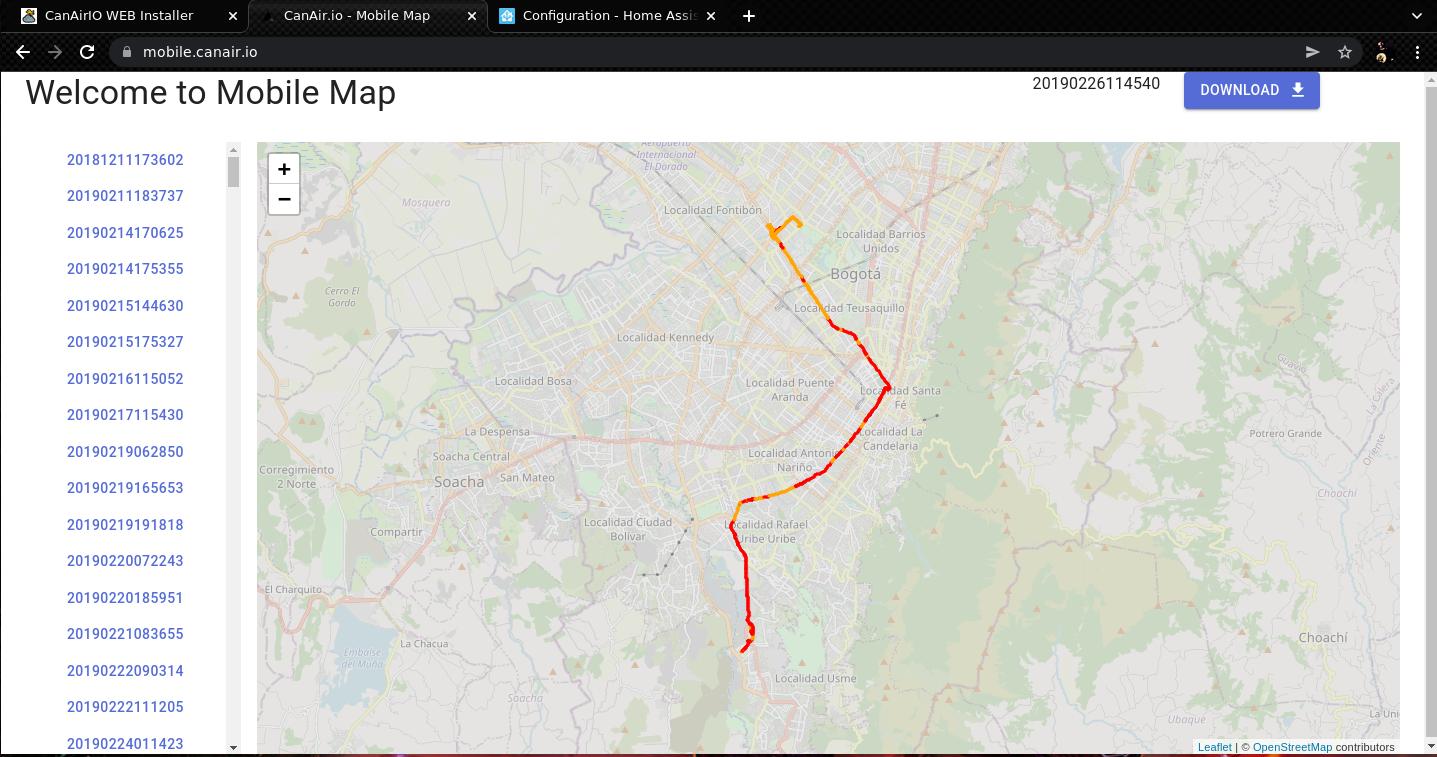 CanAirIO WEB Installer
CanAir.io - Mobile Map
Configuration - Home Assis
mobile.canair.io
Welcome to Mobile Map
20190226114540
DOWNLOAD
20181211173602
20190211183737
20190214170625
20190214175355
20190215144630
20190215175327
20190216115052
20190217115430
20190219062850
20190219165653
20190219191818
20190220072243
20190220185951
20190221083655
20190222090314
20190222111205
20190224011423
+
−
Aeropuerto
Internacional
El Dorado
Mosquera
Localidad Fontibón
Localidad Barrios
Unidos
Bogotá
Cerro El
Gordo
Localidad Teusaquillo
Localidad Kennedy
Localidad Bosa
Localidad Puente
Aranda
Localidad Santa
Fé
Gravio
Vía a Calera
Oriente
La Despensa
Localidad La
Candelaria
Potrero Grande
Soacha Central
Localidad Antonio
Nariño
Corregimiento
2 Norte
Soacha
San Mateo
Choachí
Localidad Ciudad
Bolívar
Localidad Rafael
Uribe Uribe
Compartir
El Charquito
Choachí
La Chacua
Embalse
del Muña
Localidad Usme
Soacha
Ubaque
La Uni
Leaflet | © OpenStreetMap contributors